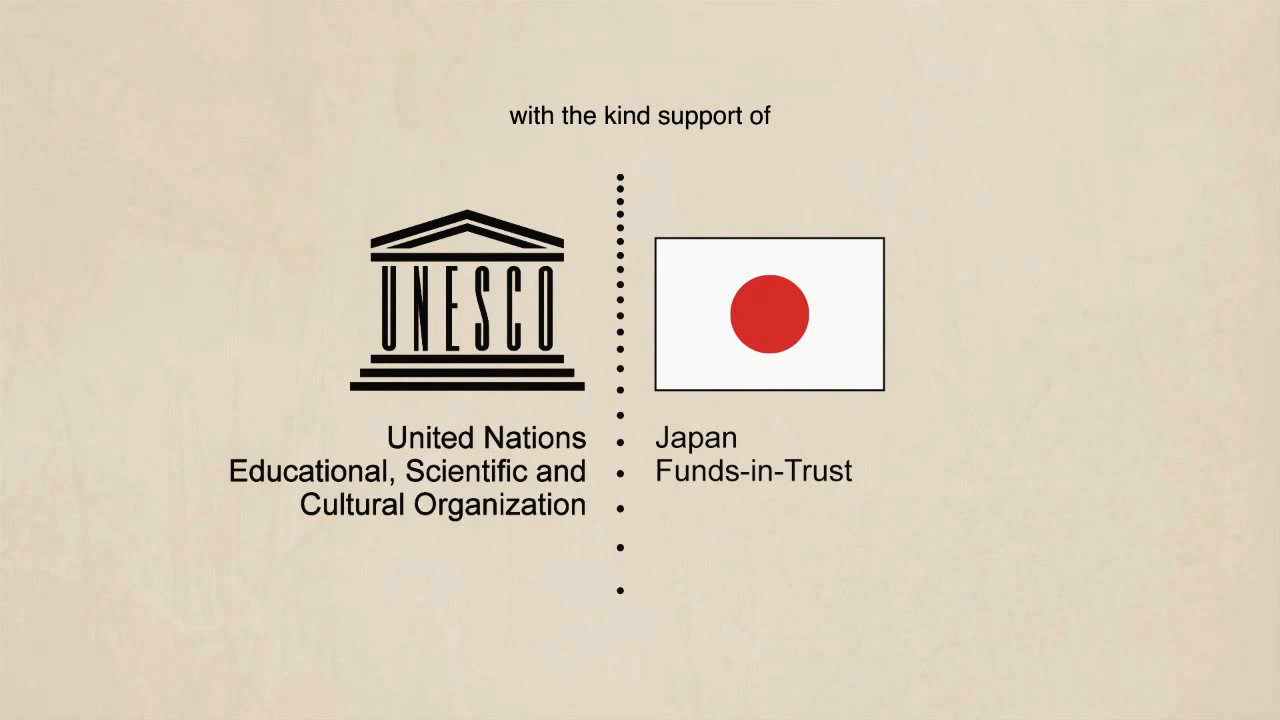 with the kind support of
UNESCO
United Nations
Educational, Scientific and
Cultural Organization
Japan
Funds-in-Trust